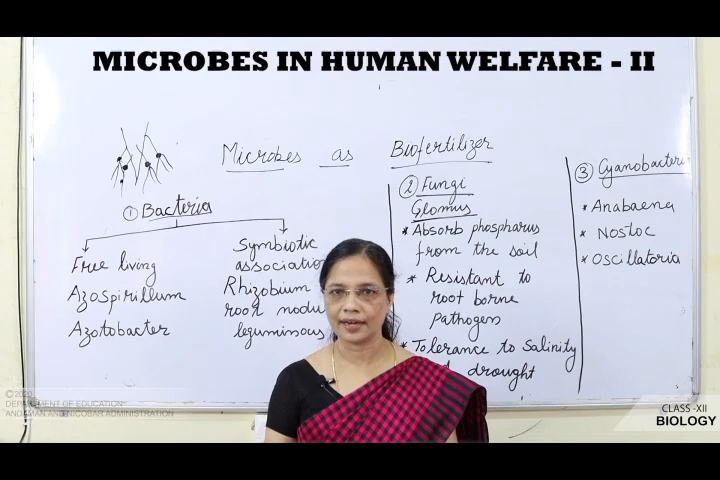 MICROBES IN HUMAN WELFARE - II
Microbes as Biofertilizer
① Bacteria
Free living
Azospirillum
Azotobacter
Symbiotic
associatio
Rhizobium
root nodu
leguminous
② Fungi
Glomus
* Absorb phospharus
from the soil
* Resistant to
root borne
pathogens
* Tolerance to Salinity
drought
③ Cyanobacteri
* Anabaena
* Nostoc
* Oscillatoria
©2020
DEPARTMENT OF EDUCATION
ANDAMAN AND NICOBAR ADMINISTRATION
CLASS -XII
BIOLOGY